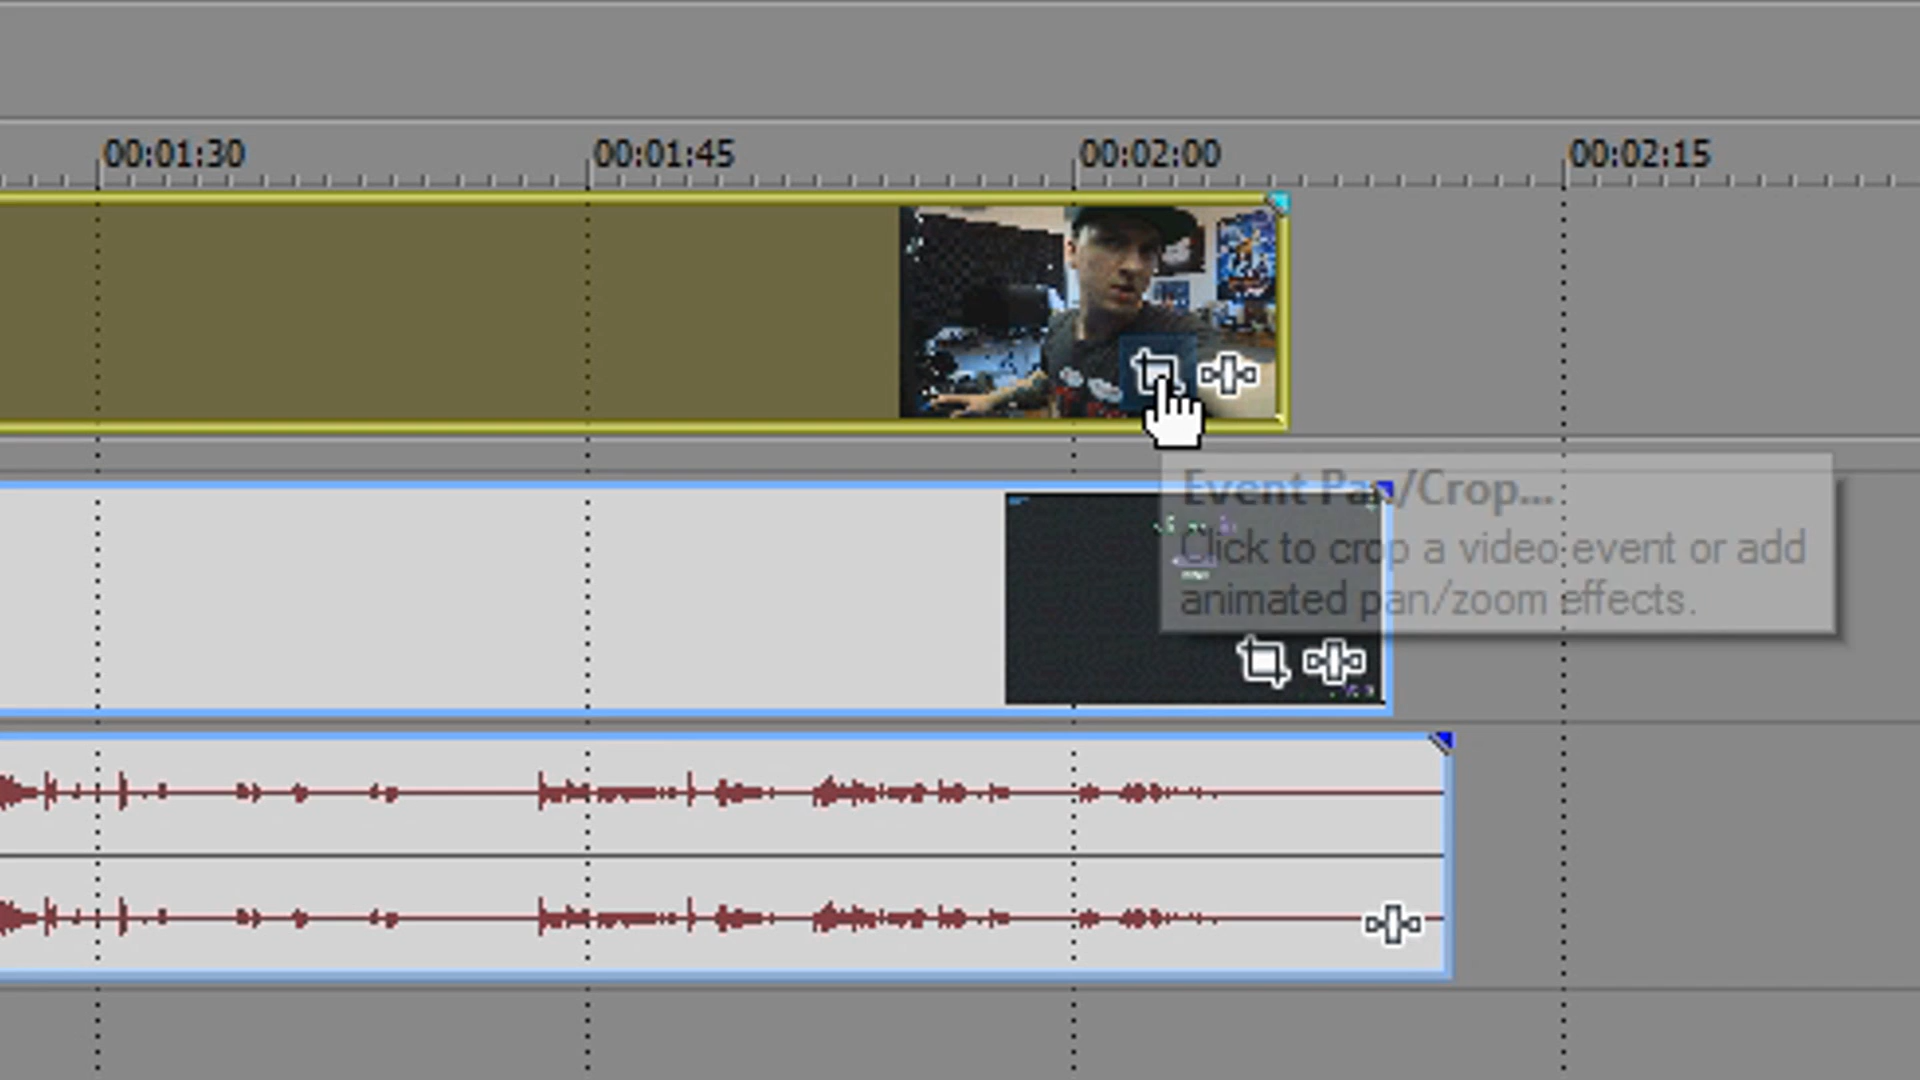 00:01:30 00:01:45 00:02:00 00:02:15
Event Pan/Crop...
Click to crop a video event or add
animated pan/zoom effects.